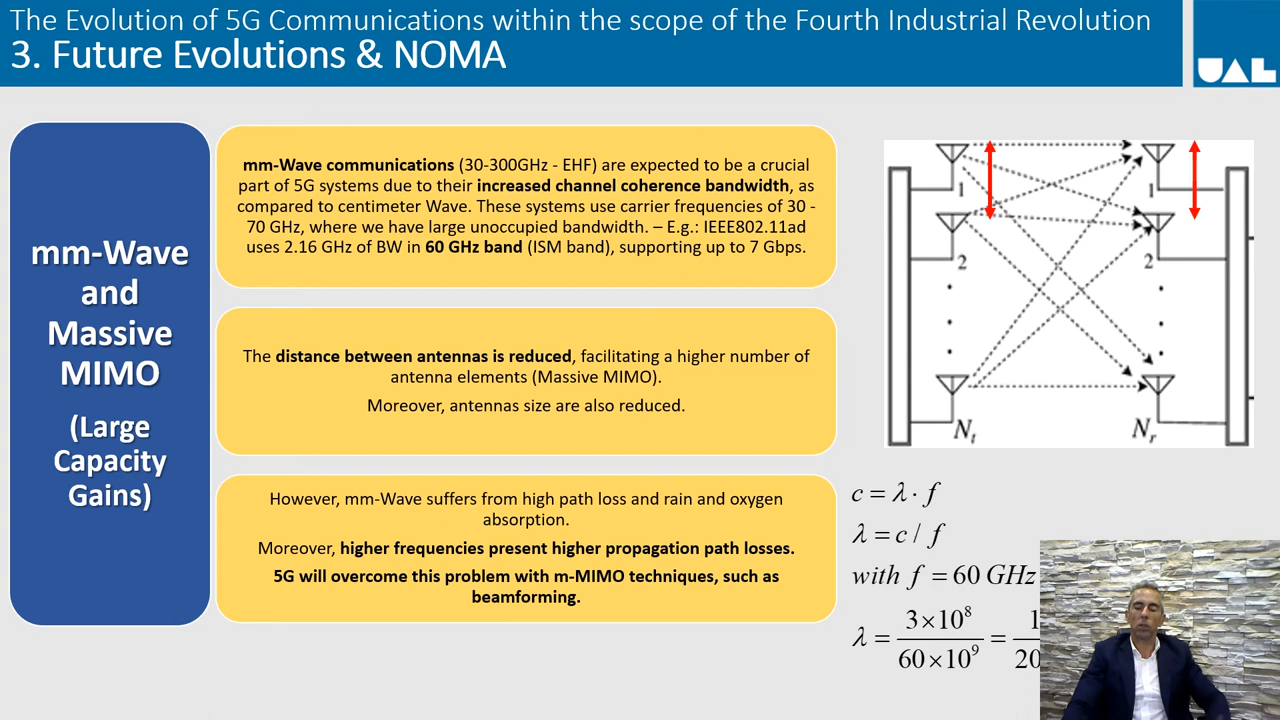 The Evolution of 5G Communications within the scope of the Fourth Industrial Revolution
3. Future Evolutions & NOMA
UAL
mm-Wave
and
Massive
MIMO
(Large
Capacity
Gains)
mm-Wave communications (30-300GHz - EHF) are expected to be a crucial
part of 5G systems due to their increased channel coherence bandwidth, as
compared to centimeter Wave. These systems use carrier frequencies of 30 -
70 GHz, where we have large unoccupied bandwidth. – E.g.: IEEE802.11ad
uses 2.16 GHz of BW in 60 GHz band (ISM band), supporting up to 7 Gbps.
The distance between antennas is reduced, facilitating a higher number of
antenna elements (Massive MIMO).
Moreover, antennas size are also reduced.
However, mm-Wave suffers from high path loss and rain and oxygen
absorption.
Moreover, higher frequencies present higher propagation path losses.
5G will overcome this problem with m-MIMO techniques, such as
beamforming.
1 1
2 2
N_t N_r
c = λ · f
λ = c / f
with f = 60 GHz
λ = 3×10⁸ / 60×10⁹ = 1 / 20